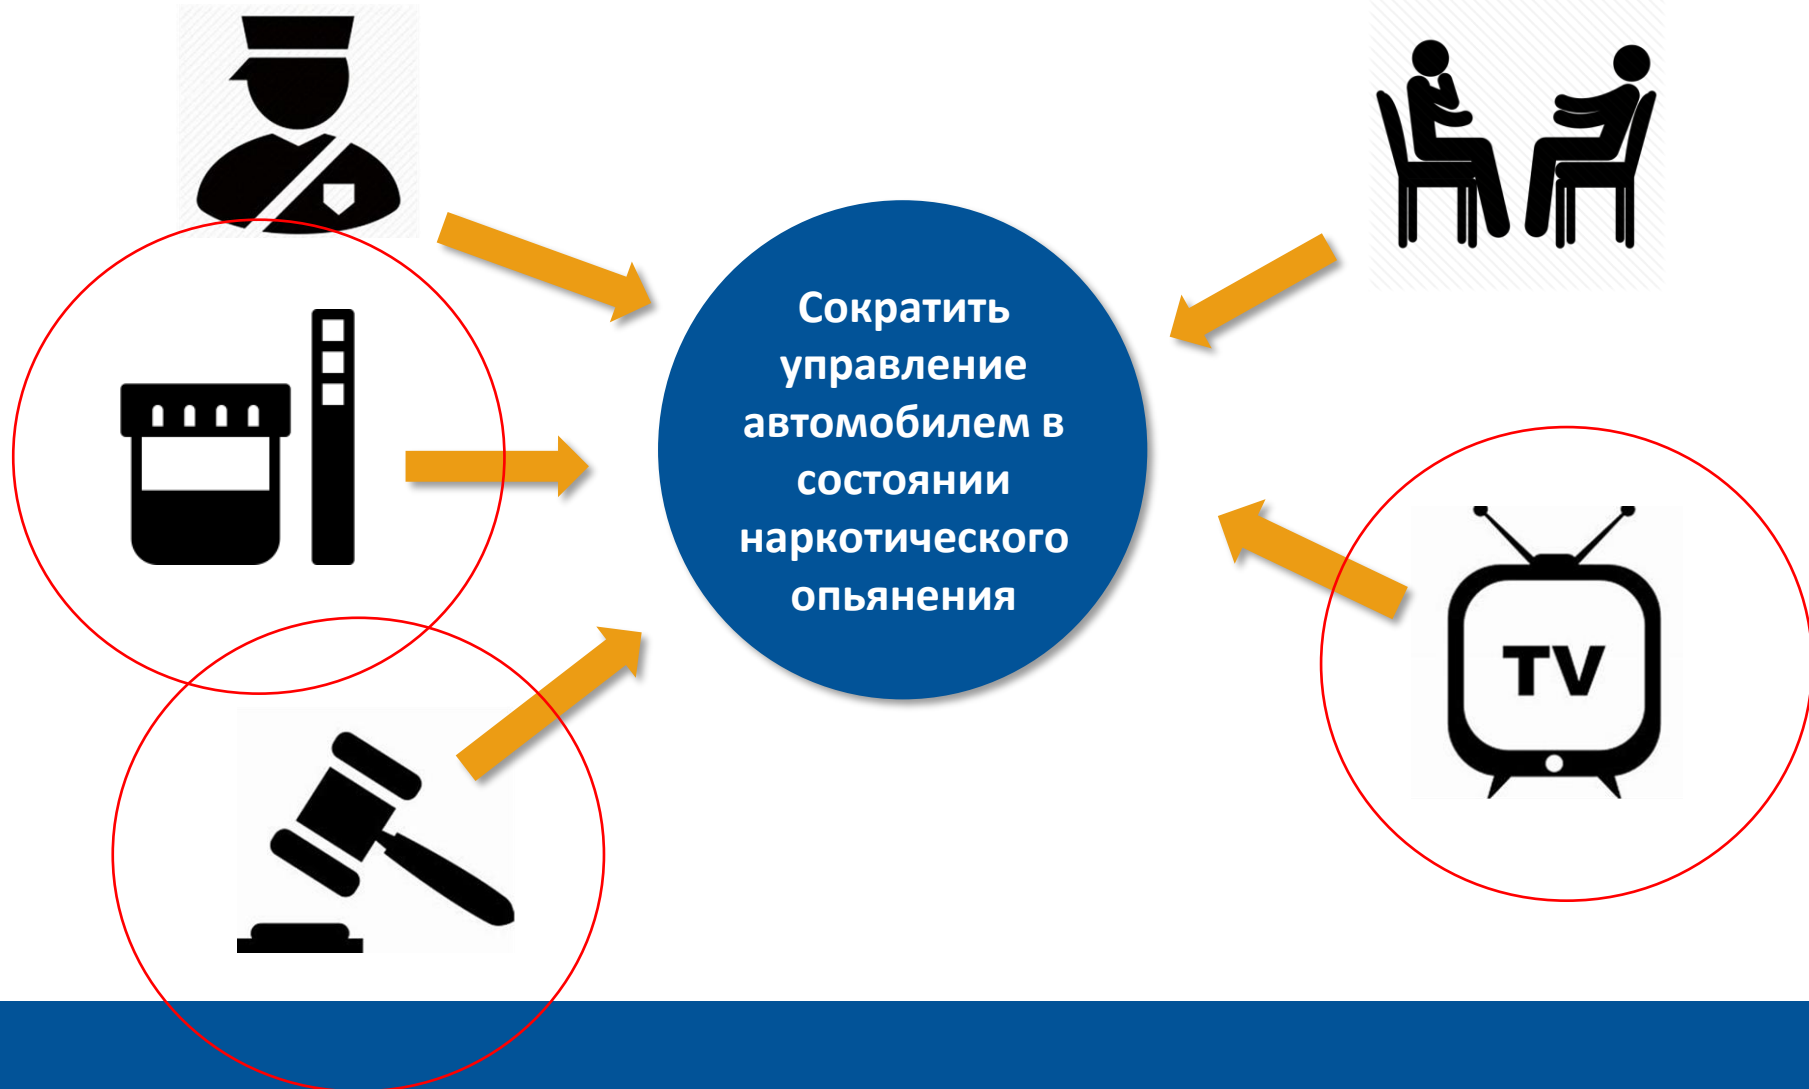 Сократить
управление
автомобилем в
состоянии
наркотического
опьянения
TV